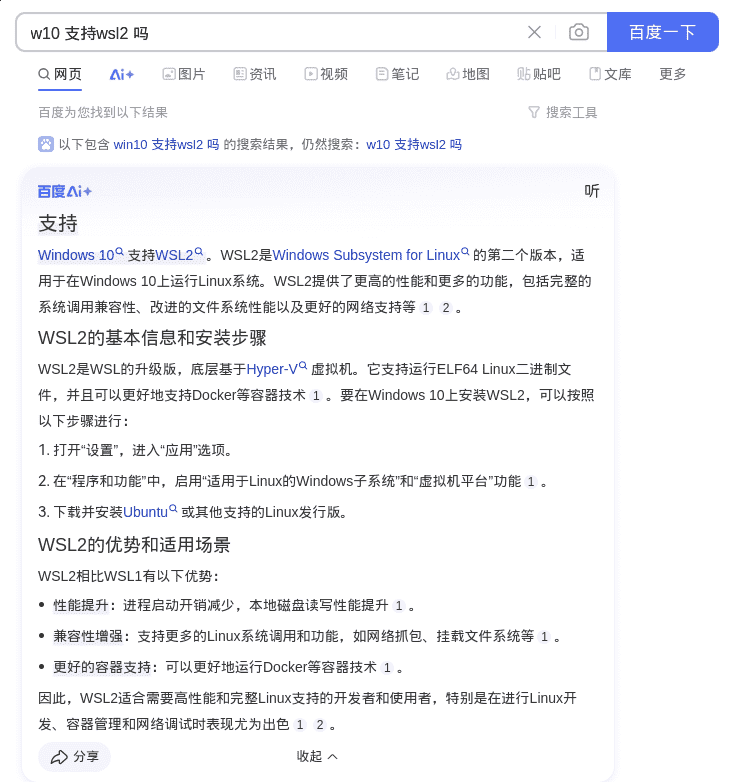 w10 支持wsl2 吗
百度一下
网页 Ai+ 图片 资讯 视频 笔记 地图 贴吧 文库 更多
百度为您找到以下结果 搜索工具
以下包含 win10 支持wsl2 吗 的搜索结果，仍然搜索：w10 支持wsl2 吗
百度Ai+ 听
支持
Windows 10 支持WSL2 。WSL2是Windows Subsystem for Linux 的第二个版本，适
用于在Windows 10上运行Linux系统。WSL2提供了更高的性能和更多的功能，包括完整的
系统调用兼容性、改进的文件系统性能以及更好的网络支持等 1 2 。
WSL2的基本信息和安装步骤
WSL2是WSL的升级版，底层基于Hyper-V 虚拟机。它支持运行ELF64 Linux二进制文
件，并且可以更好地支持Docker等容器技术 1 。要在Windows 10上安装WSL2，可以按照
以下步骤进行：
1. 打开“设置”，进入“应用”选项。
2. 在“程序和功能”中，启用“适用于Linux的Windows子系统”和“虚拟机平台”功能 1 。
3. 下载并安装Ubuntu 或其他支持的Linux发行版。
WSL2的优势和适用场景
WSL2相比WSL1有以下优势：
• 性能提升：进程启动开销减少，本地磁盘读写性能提升 1 。
• 兼容性增强：支持更多的Linux系统调用和功能，如网络抓包、挂载文件系统等 1 。
• 更好的容器支持：可以更好地运行Docker等容器技术 1 。
因此，WSL2适合需要高性能和完整Linux支持的开发者和使用者，特别是在进行Linux开
发、容器管理和网络调试时表现尤为出色 1 2 。
分享 收起